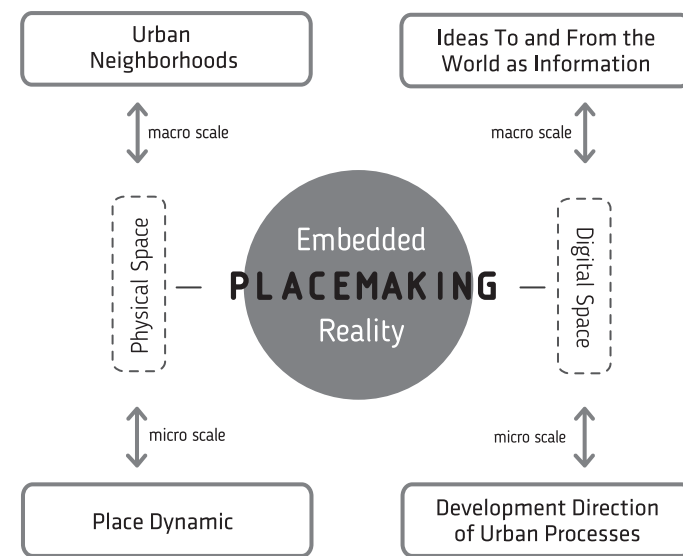 Urban
Neighborhoods
Ideas To and From the
World as Information
macro scale
macro scale
Physical Space
Embedded
PLACEMAKING
Reality
Digital Space
micro scale
micro scale
Place Dynamic
Development Direction
of Urban Processes